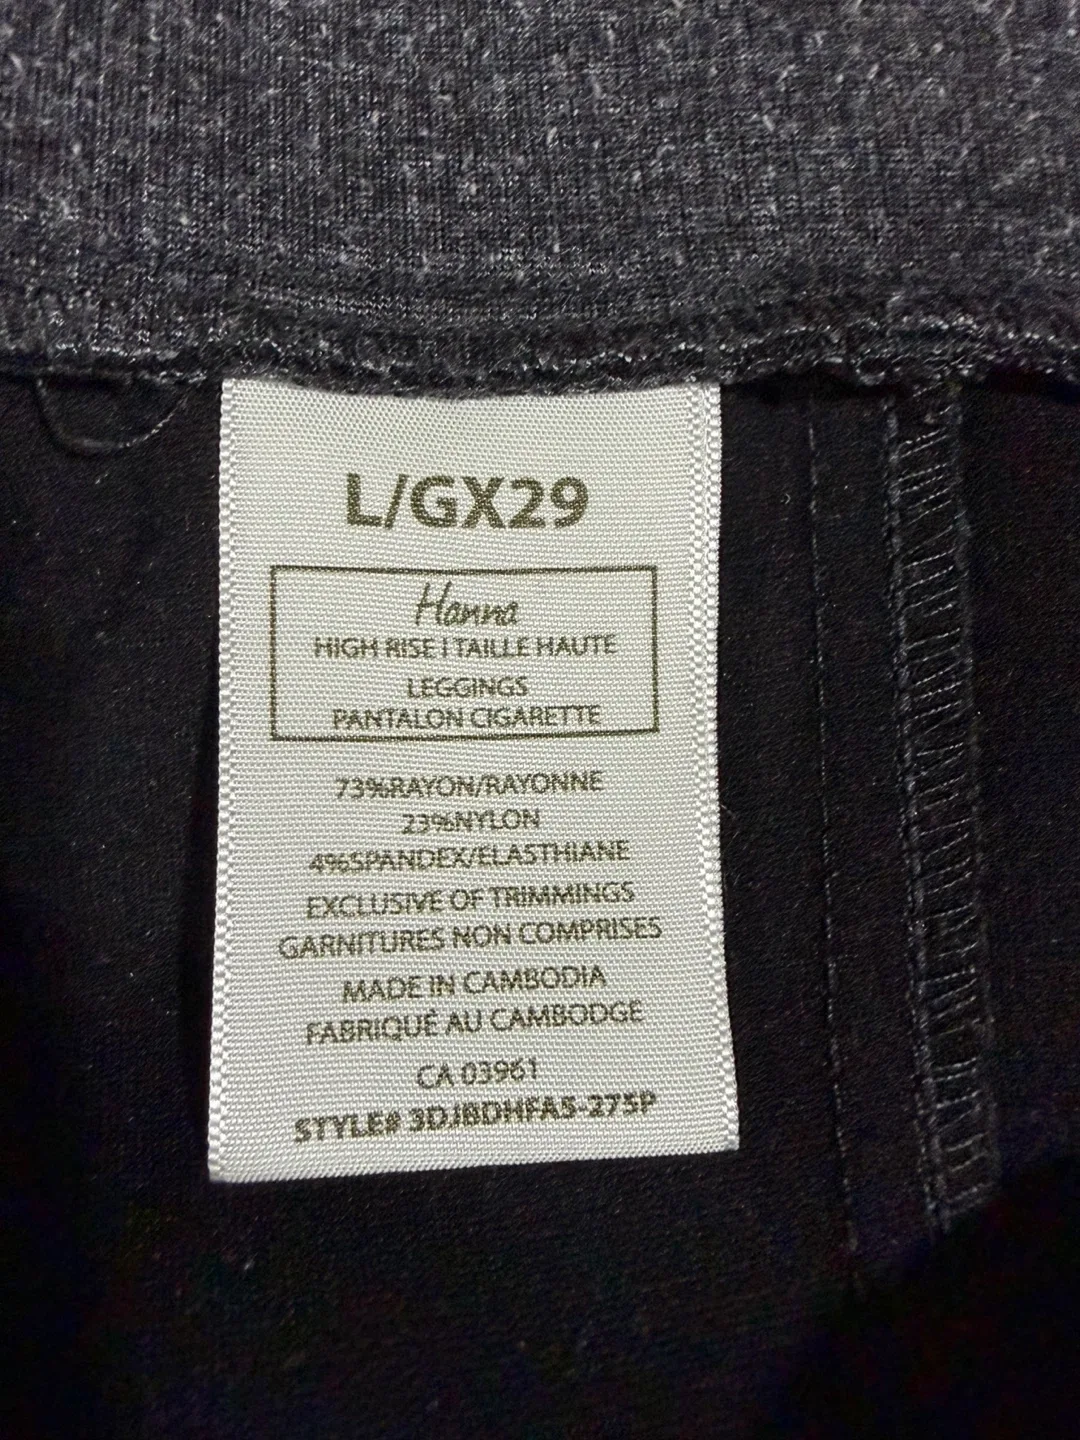 L/GX29
Hanna
HIGH RISE | TAILLE HAUTE
LEGGINGS
PANTALON CIGARETTE
73%RAYON/RAYONNE
23%NYLON
4%SPANDEX/ELASTHIANE
EXCLUSIVE OF TRIMMINGS
GARNITURES NON COMPRISES
MADE IN CAMBODIA
FABRIQUÉ AU CAMBODGE
CA 03961
STYLE# 3DJBDHFA5-275P